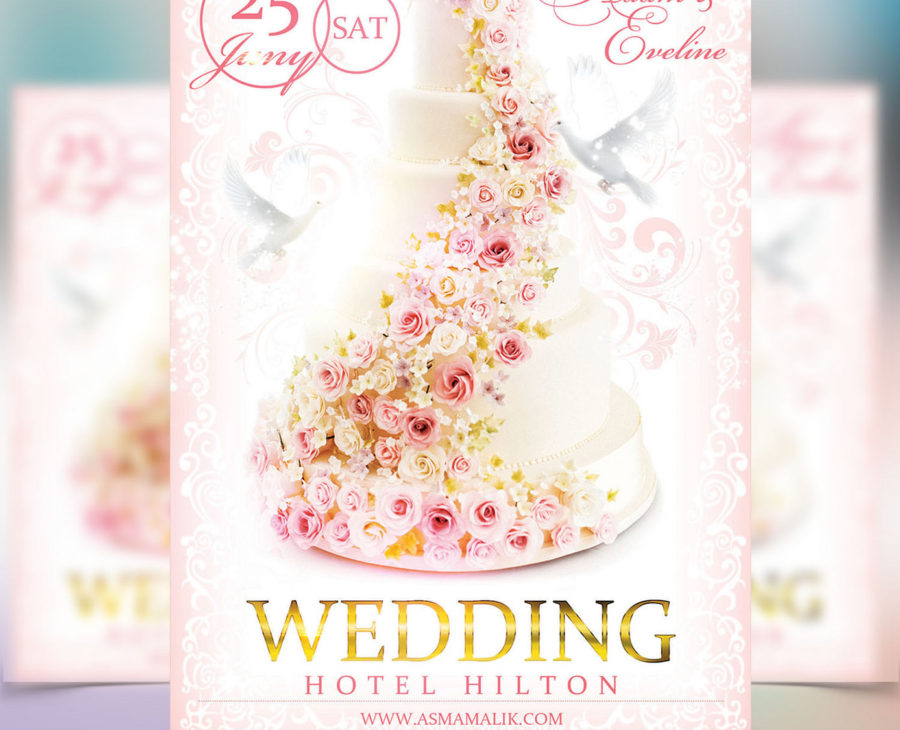 25
Juny
SAT
&
Eveline
WEDDING
HOTEL HILTON
WWW.ASMAMALIK.COM